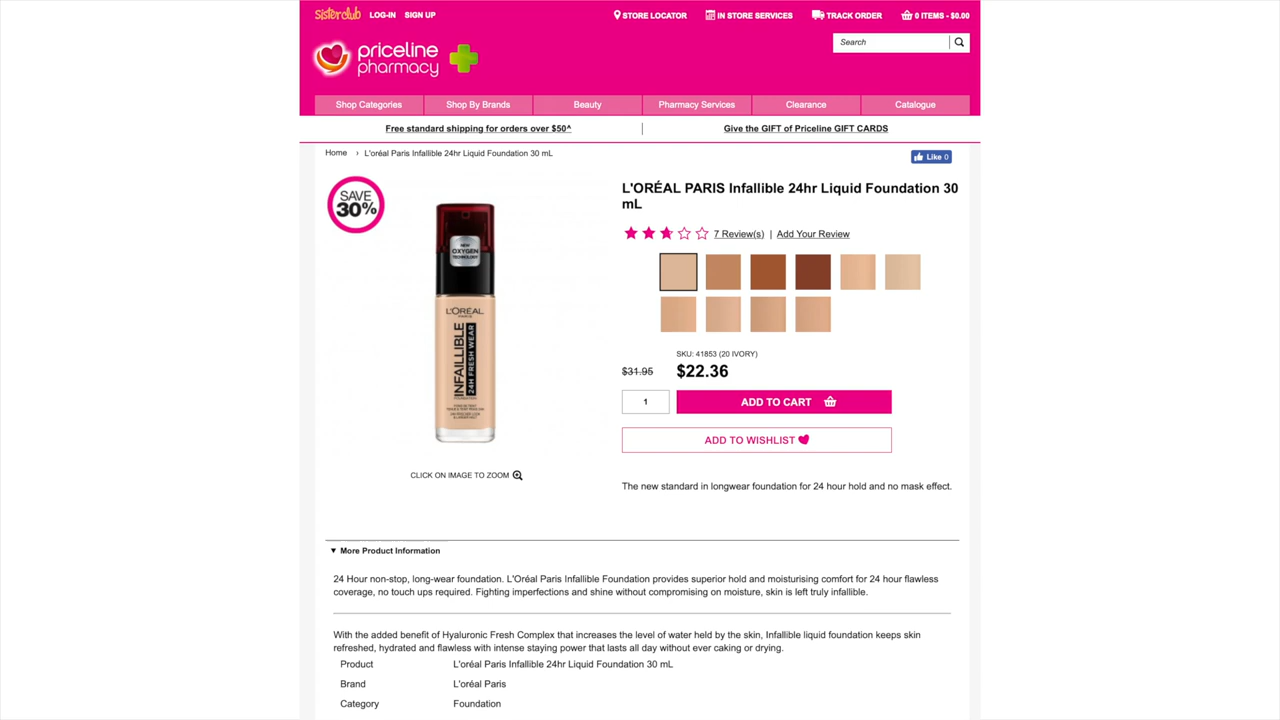 sisterclub LOG-IN SIGN UP STORE LOCATOR IN STORE SERVICES TRACK ORDER 0 ITEMS - $0.00
priceline
pharmacy
Search
Shop Categories Shop By Brands Beauty Pharmacy Services Clearance Catalogue
Free standard shipping for orders over $50^ Give the GIFT of Priceline GIFT CARDS
Home › L'oréal Paris Infallible 24hr Liquid Foundation 30 mL
Like 0
SAVE
30%
NEW
OXYGEN
TECHNOLOGY
L'ORÉAL
PARIS
INFAILLIBLE
24H FRESH WEAR
FOUNDATION
CLICK ON IMAGE TO ZOOM
L'ORÉAL PARIS Infallible 24hr Liquid Foundation 30
mL
7 Review(s) | Add Your Review
SKU: 41853 (20 IVORY)
$31.95 $22.36
1 ADD TO CART
ADD TO WISHLIST
The new standard in longwear foundation for 24 hour hold and no mask effect.
▼ More Product Information
24 Hour non-stop, long-wear foundation. L'Oréal Paris Infallible Foundation provides superior hold and moisturising comfort for 24 hour flawless
coverage, no touch ups required. Fighting imperfections and shine without compromising on moisture, skin is left truly infallible.
With the added benefit of Hyaluronic Fresh Complex that increases the level of water held by the skin, Infallible liquid foundation keeps skin
refreshed, hydrated and flawless with intense staying power that lasts all day without ever caking or drying.
Product L'oréal Paris Infallible 24hr Liquid Foundation 30 mL
Brand L'oréal Paris
Category Foundation